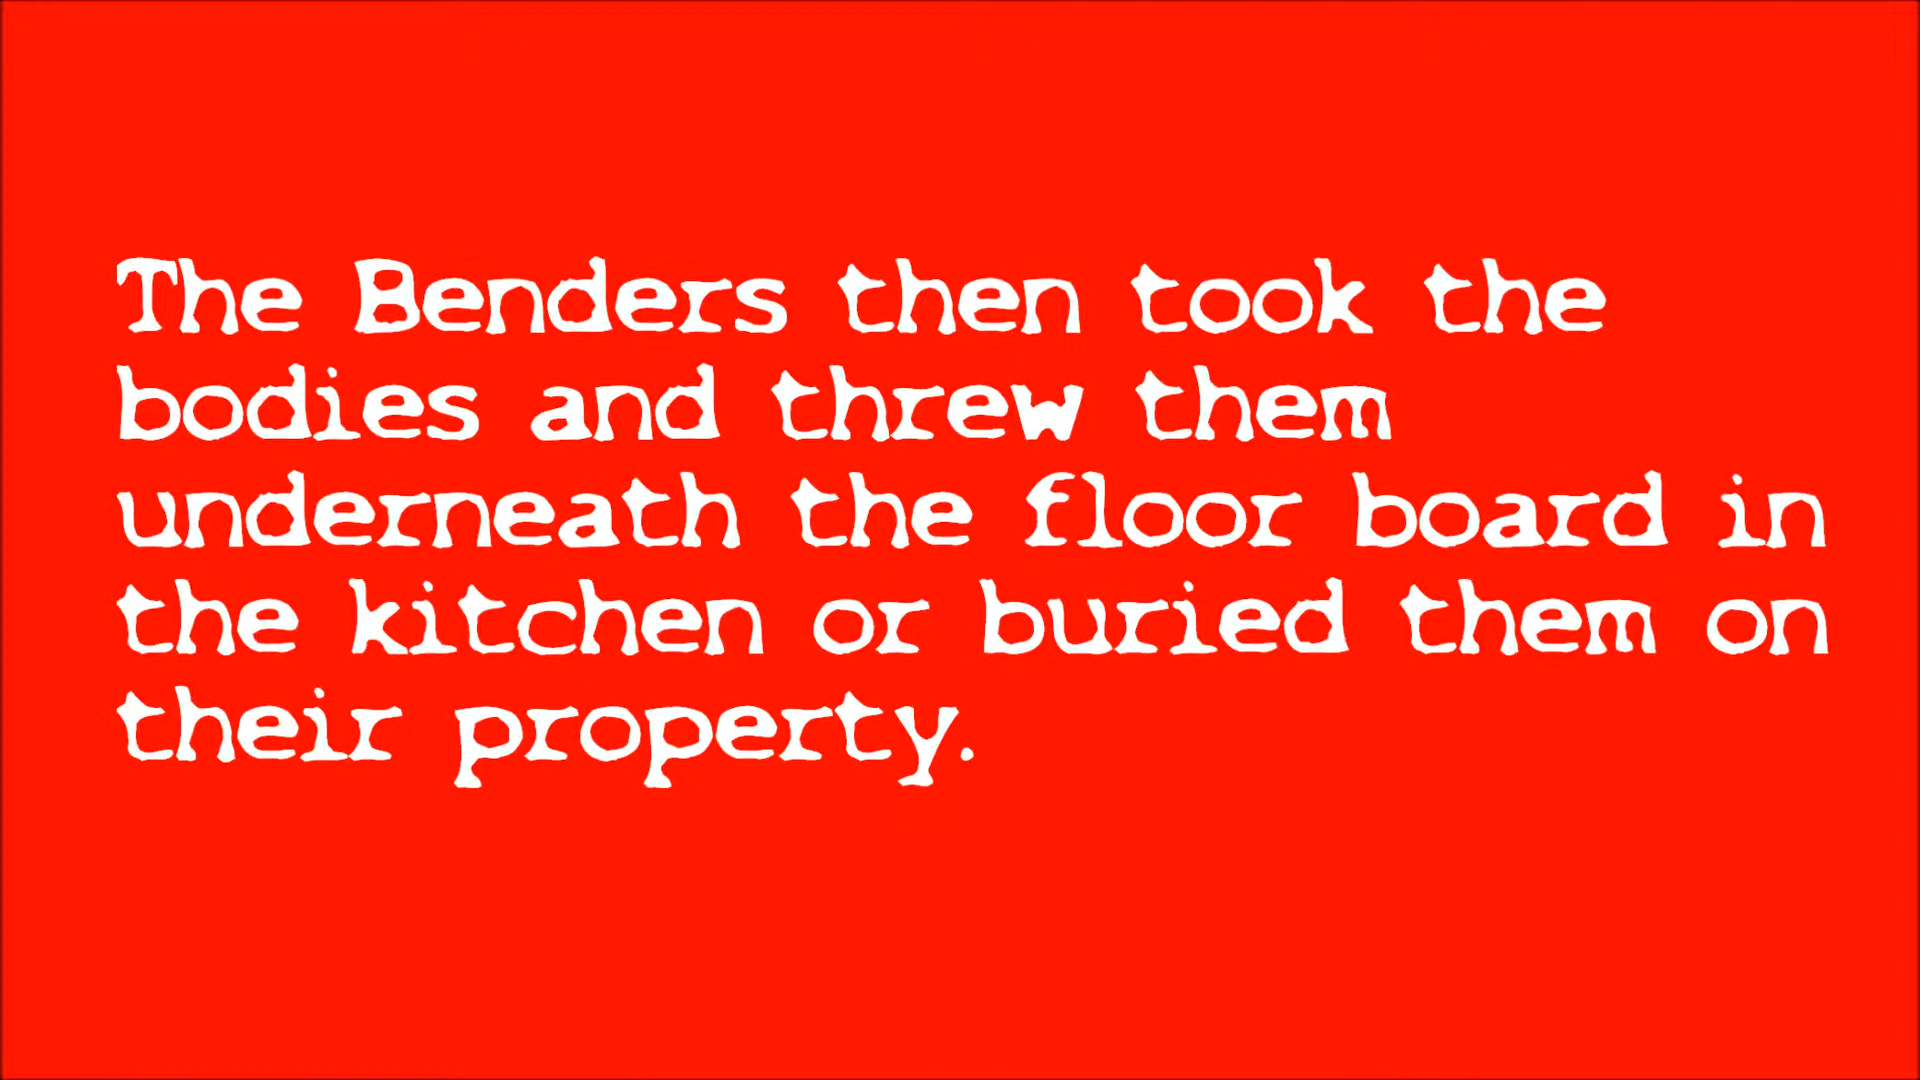 The Benders then took the
bodies and threw them
underneath the floor board in
the kitchen or buried them on
their property.